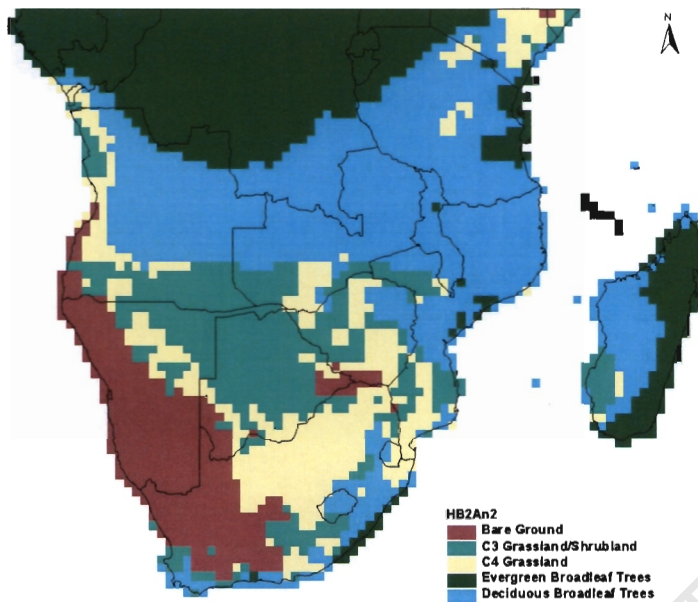 N
HB2An2
Bare Ground
C3 Grassland/Shrubland
C4 Grassland
Evergreen Broadleaf Trees
Deciduous Broadleaf Trees